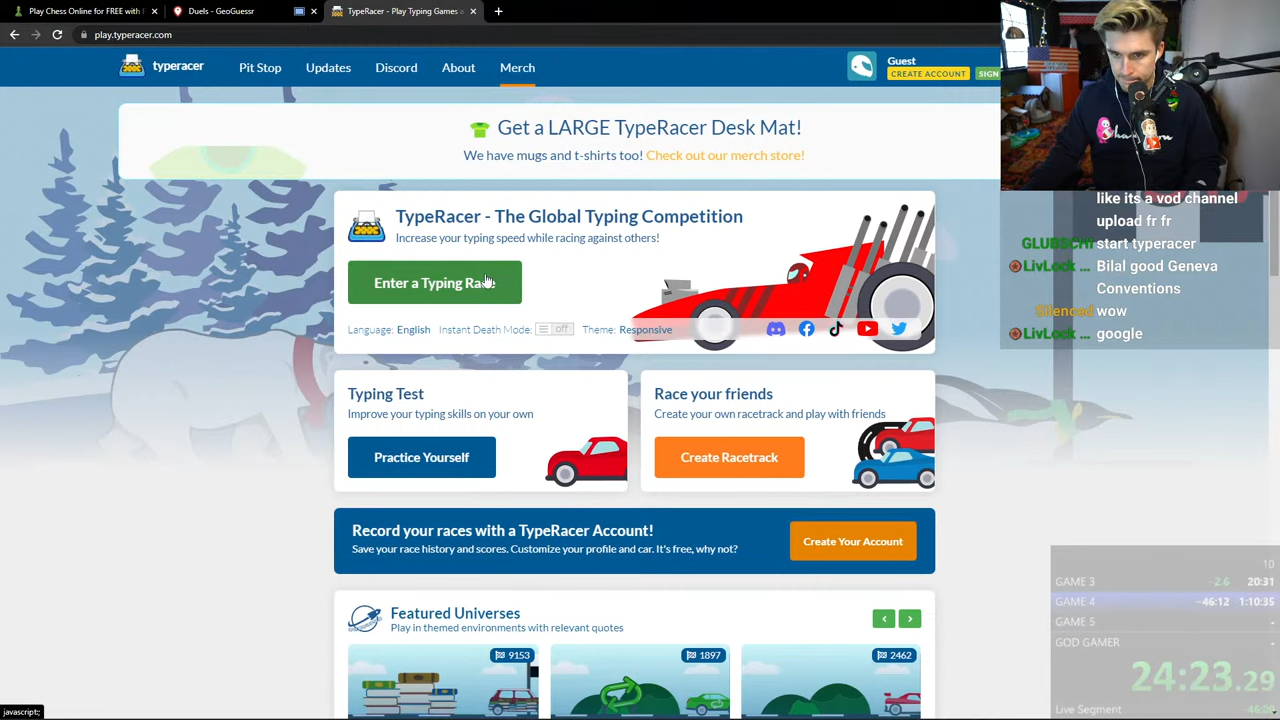 Play Chess Online for FREE with
Duels - GeoGuessr
TypeRacer - Play Typing Games
play.typeracer.com
typeracer
Pit Stop
Updates
Discord
About
Merch
Guest
CREATE ACCOUNT
SIGN
Get a LARGE TypeRacer Desk Mat!
We have mugs and t-shirts too! Check out our merch store!
TypeRacer - The Global Typing Competition
Increase your typing speed while racing against others!
Enter a Typing Race
Language: English
Instant Death Mode: off
Theme: Responsive
Typing Test
Improve your typing skills on your own
Practice Yourself
Race your friends
Create your own racetrack and play with friends
Create Racetrack
Record your races with a TypeRacer Account!
Save your race history and scores. Customize your profile and car. It's free, why not?
Create Your Account
Featured Universes
Play in themed environments with relevant quotes
9153
1897
2462
javascript:;
like its a vod channel
upload fr fr
GLUBSCHI start typeracer
LivLock ... Bilal good Geneva
Conventions
Silenced wow
LivLock ... google
10
GAME 3 -2.6 20:31
GAME 4 -46:12 1:10:35
GAME 5 -
GOD GAMER -
24:23.29
Live Segment